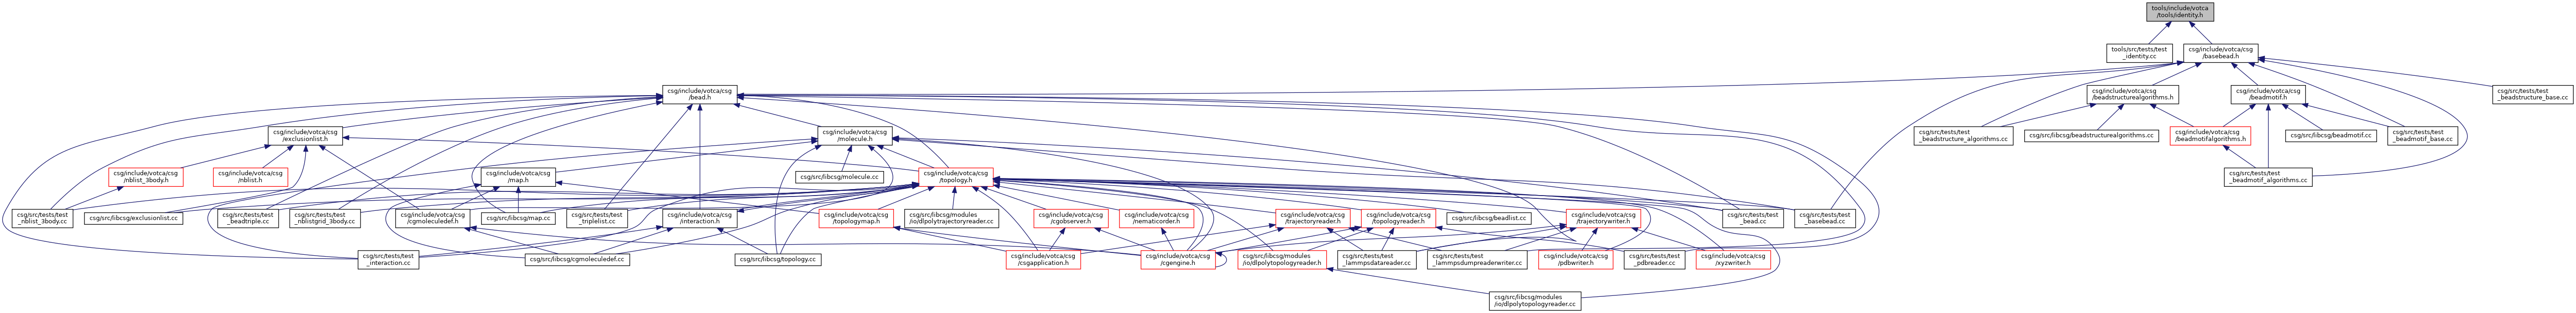 tools/include/votca
/tools/identity.h
tools/src/tests/test
_identity.cc
csg/include/votca/csg
/basebead.h
csg/include/votca/csg
/bead.h
csg/include/votca/csg
/beadstructurealgorithms.h
csg/include/votca/csg
/beadmotif.h
csg/src/tests/test
_beadstructure_base.cc
csg/include/votca/csg
/exclusionlist.h
csg/include/votca/csg
/molecule.h
csg/src/tests/test
_beadstructure_algorithms.cc
csg/src/libcsg/beadstructurealgorithms.cc
csg/include/votca/csg
/beadmotifalgorithms.h
csg/src/libcsg/beadmotif.cc
csg/src/tests/test
_beadmotif_base.cc
csg/include/votca/csg
/nblist_3body.h
csg/include/votca/csg
/nblist.h
csg/include/votca/csg
/map.h
csg/src/libcsg/molecule.cc
csg/include/votca/csg
/topology.h
csg/src/tests/test
_beadmotif_algorithms.cc
csg/src/tests/test
_nblist_3body.cc
csg/src/libcsg/exclusionlist.cc
csg/src/tests/test
_beadtriple.cc
csg/src/tests/test
_nblistgrid_3body.cc
csg/include/votca/csg
/cgmoleculedef.h
csg/src/libcsg/map.cc
csg/src/tests/test
_triplelist.cc
csg/include/votca/csg
/interaction.h
csg/include/votca/csg
/topologymap.h
csg/src/libcsg/modules
/io/dlpolytrajectoryreader.cc
csg/include/votca/csg
/cgobserver.h
csg/include/votca/csg
/nematicorder.h
csg/include/votca/csg
/trajectoryreader.h
csg/include/votca/csg
/topologyreader.h
csg/src/libcsg/beadlist.cc
csg/include/votca/csg
/trajectorywriter.h
csg/src/tests/test
_bead.cc
csg/src/tests/test
_basebead.cc
csg/src/tests/test
_interaction.cc
csg/src/libcsg/cgmoleculedef.cc
csg/src/libcsg/topology.cc
csg/include/votca/csg
/csgapplication.h
csg/include/votca/csg
/cgengine.h
csg/src/libcsg/modules
/io/dlpolytopologyreader.h
csg/src/tests/test
_lammpsdatareader.cc
csg/src/tests/test
_lammpsdumpreaderwriter.cc
csg/include/votca/csg
/pdbwriter.h
csg/src/tests/test
_pdbreader.cc
csg/include/votca/csg
/xyzwriter.h
csg/src/libcsg/modules
/io/dlpolytopologyreader.cc